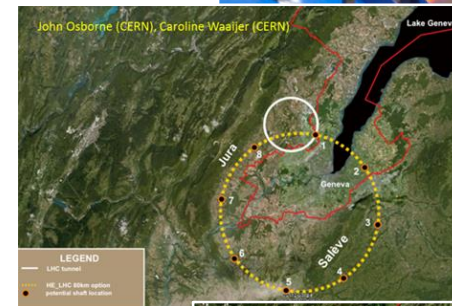 John Osborne (CERN), Caroline Waaijer (CERN)
Lake Genev
Jura
8
1
2
Geneva
7
3
Salève
6
4
5
LEGEND
LHC tunnel
HE_LHC 80km option
potential shaft location